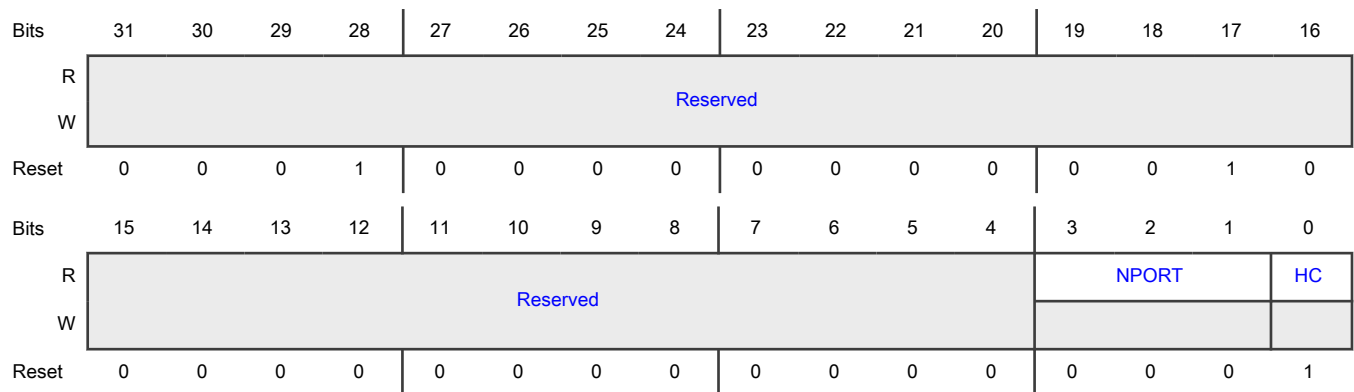 Bits 31 30 29 28 27 26 25 24 23 22 21 20 19 18 17 16
R
Reserved
W
Reset 0 0 0 1 0 0 0 0 0 0 0 0 0 0 1 0
Bits 15 14 13 12 11 10 9 8 7 6 5 4 3 2 1 0
R NPORT HC
Reserved
W
Reset 0 0 0 0 0 0 0 0 0 0 0 0 0 0 0 1